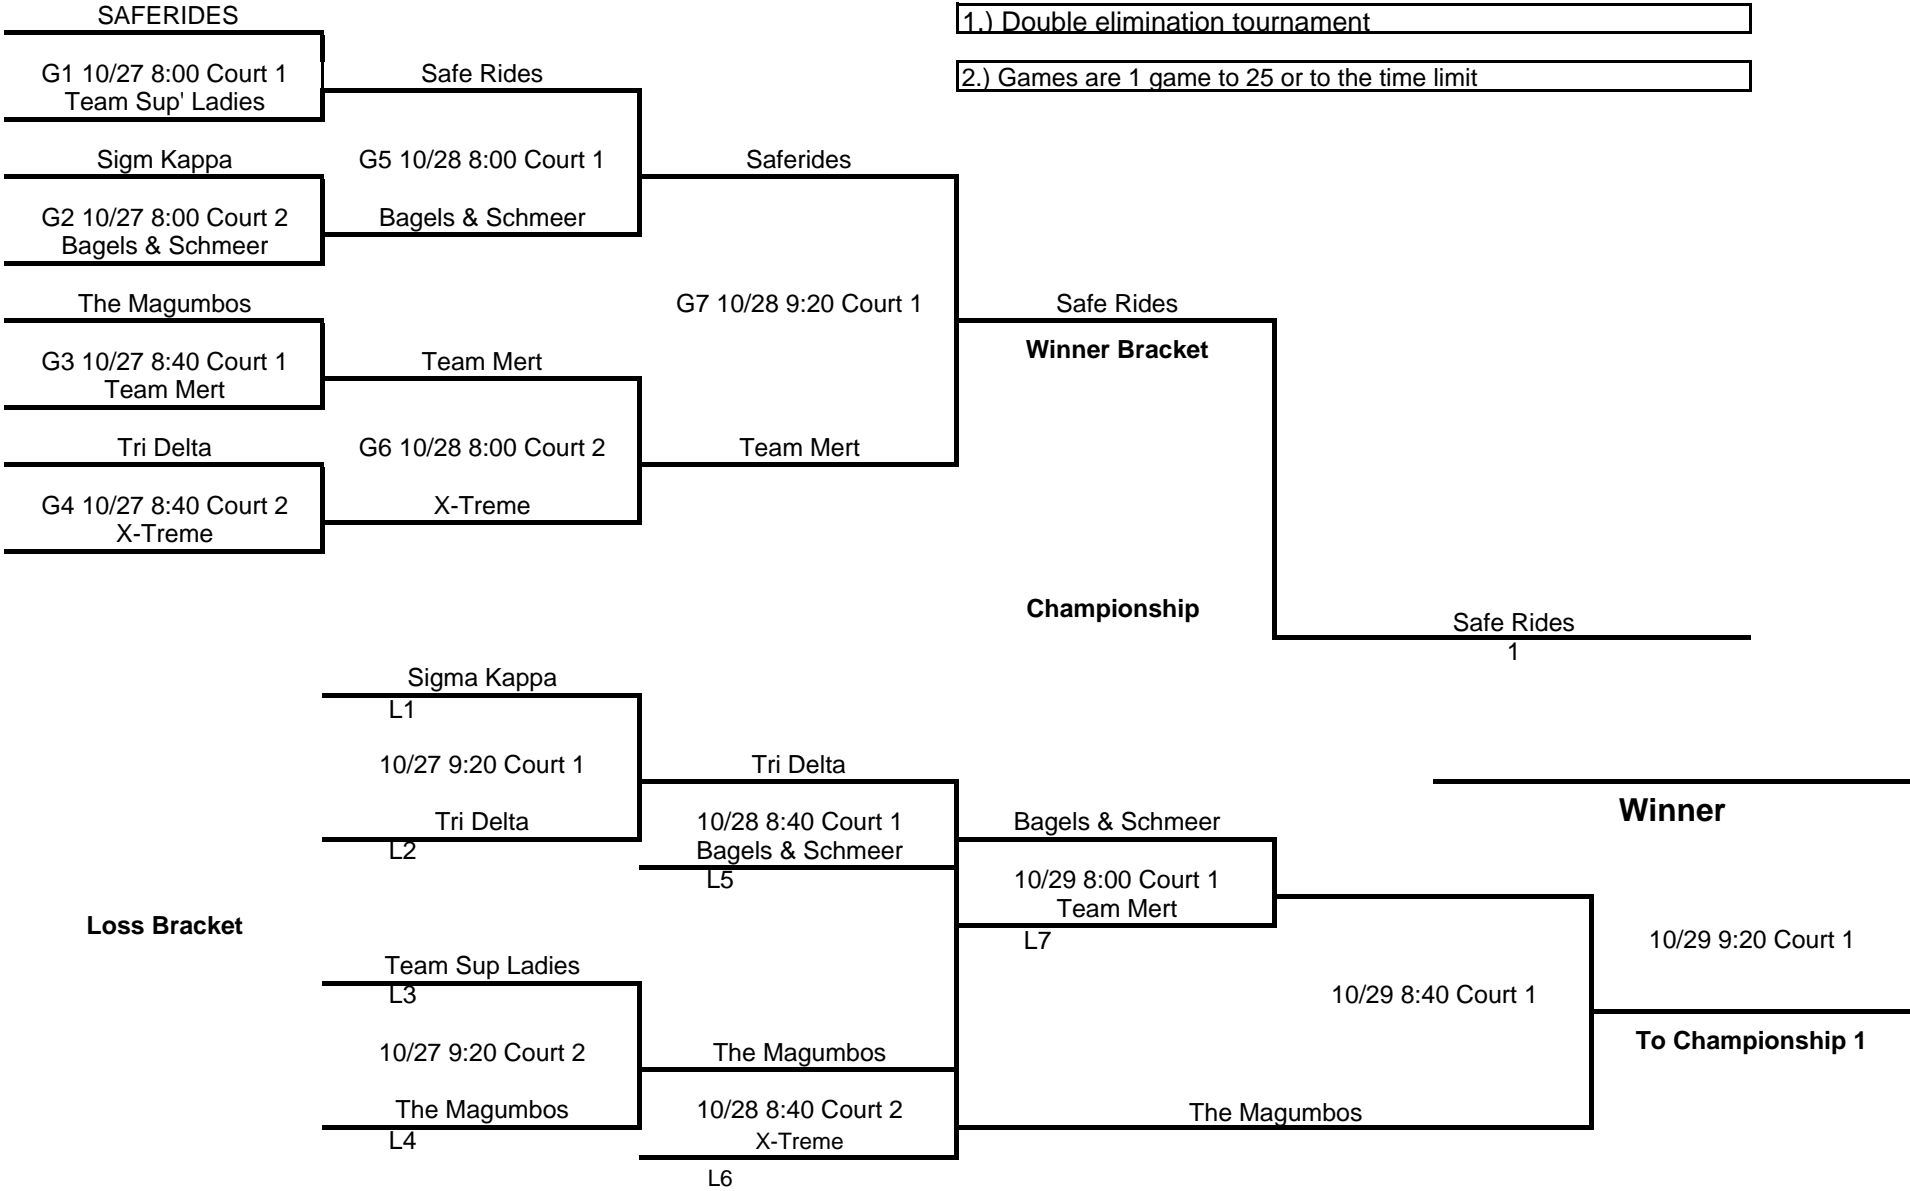 SAFERIDES
1.) Double elimination tournament
G1 10/27 8:00 Court 1
Safe Rides
2.) Games are 1 game to 25 or to the time limit
Team Sup' Ladies
Sigm Kappa
G5 10/28 8:00 Court 1
Saferides
G2 10/27 8:00 Court 2
Bagels & Schmeer
Bagels & Schmeer
The Magumbos
G7 10/28 9:20 Court 1
Safe Rides
Winner Bracket
G3 10/27 8:40 Court 1
Team Mert
Team Mert
Tri Delta
G6 10/28 8:00 Court 2
Team Mert
G4 10/27 8:40 Court 2
X-Treme
X-Treme
Championship
Safe Rides
1
Sigma Kappa
L1
10/27 9:20 Court 1
Tri Delta
Winner
Tri Delta
10/28 8:40 Court 1
Bagels & Schmeer
L2
Bagels & Schmeer
L5
10/29 8:00 Court 1
Team Mert
Loss Bracket
L7
10/29 9:20 Court 1
Team Sup Ladies
L3
10/29 8:40 Court 1
10/27 9:20 Court 2
The Magumbos
To Championship 1
The Magumbos
10/28 8:40 Court 2
The Magumbos
L4
X-Treme
L6